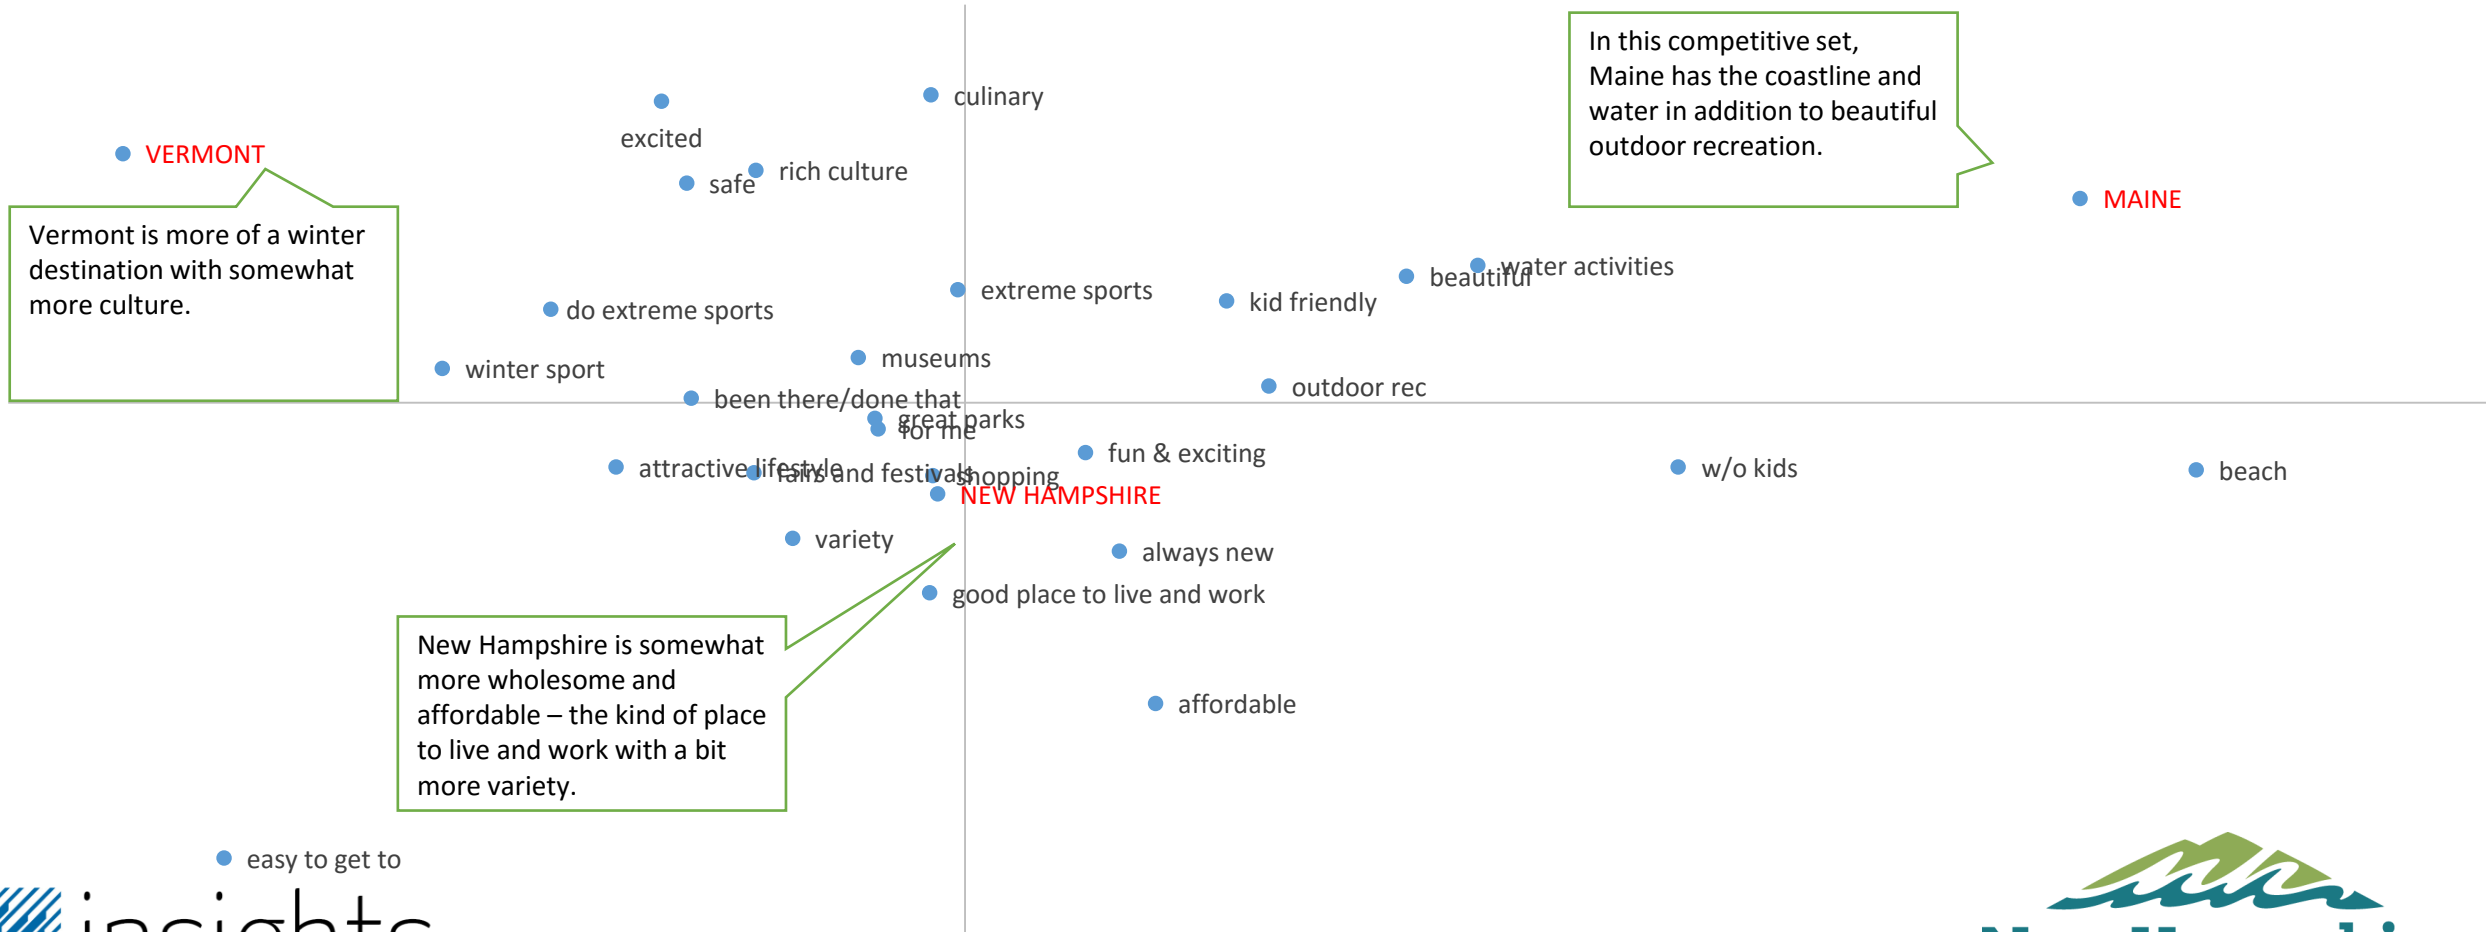 culinary
excited
VERMONT
rich culture
safe
In this competitive set,
Maine has the coastline and
water in addition to beautiful
outdoor recreation.
MAINE
Vermont is more of a winter
destination with somewhat
more culture.
water activities
beautiful
extreme sports
kid friendly
do extreme sports
museums
winter sport
outdoor rec
been there/done that
great parks
for me
fun & exciting
attractive lifestyle
fairs and festivals
shopping
w/o kids
beach
NEW HAMPSHIRE
variety
always new
good place to live and work
New Hampshire is somewhat
more wholesome and
affordable – the kind of place
to live and work with a bit
more variety.
affordable
easy to get to
insights